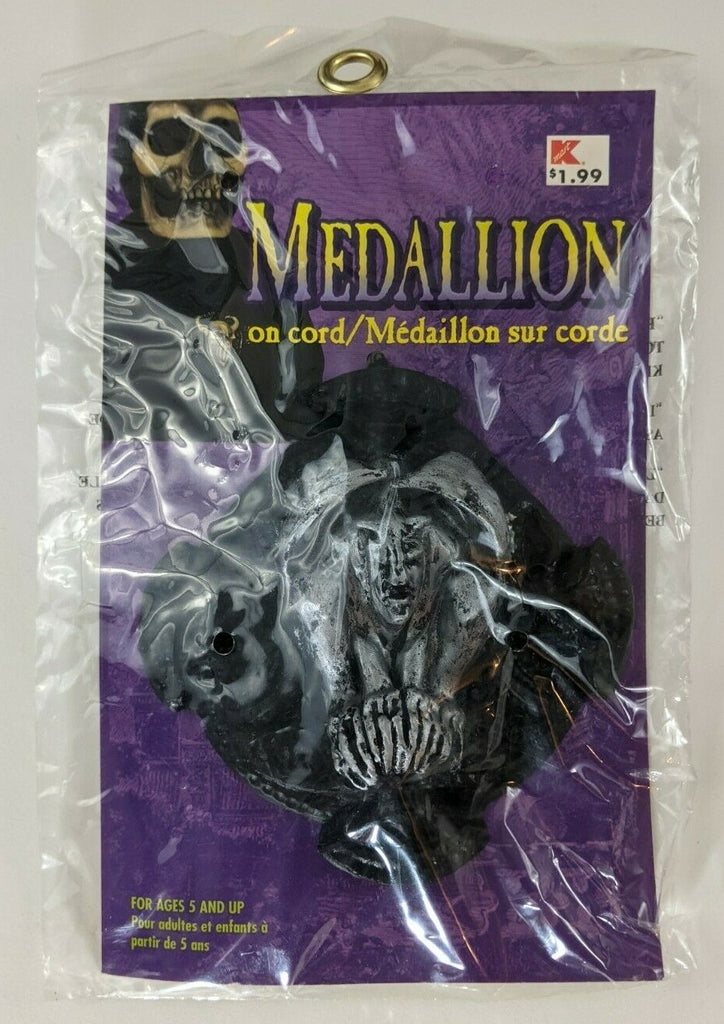 K
mart
$1.99
MEDALLION
on cord/Médaillon sur corde
FOR AGES 5 AND UP
Pour adultes et enfants à
partir de 5 ans